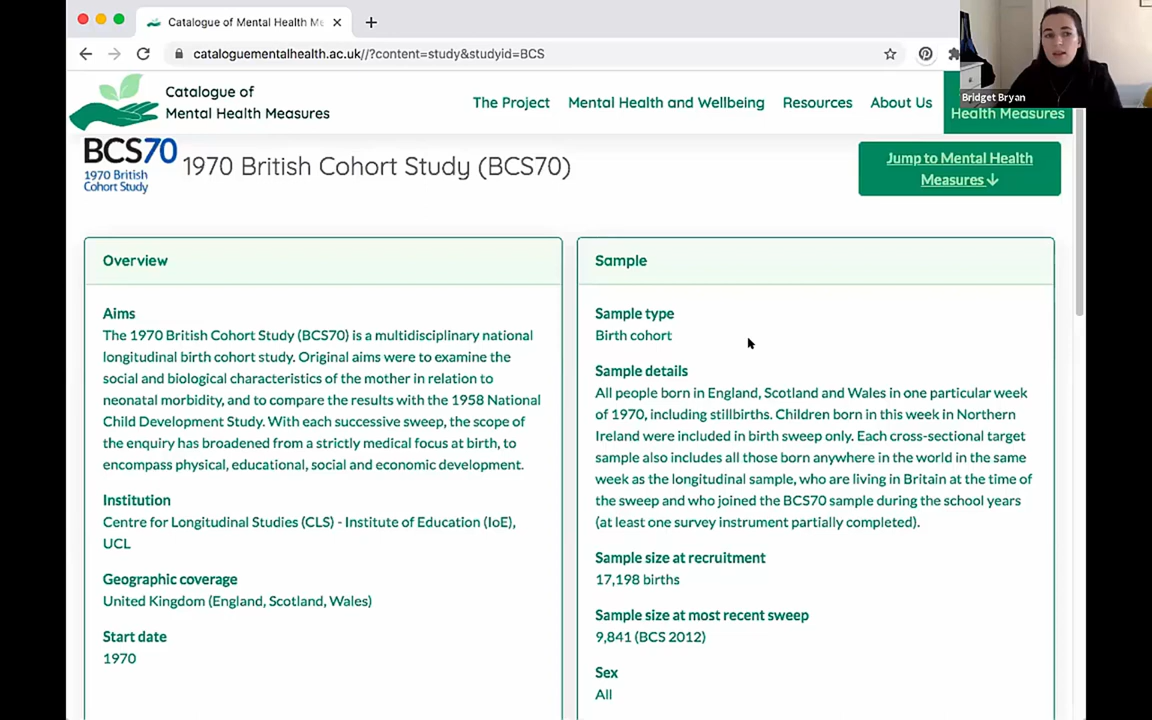 Catalogue of Mental Health Me
cataloguementalhealth.ac.uk//?content=study&studyid=BCS
Bridget Bryan
Catalogue of
Mental Health Measures
The Project
Mental Health and Wellbeing
Resources
About Us
Health Measures
BCS70
1970 British
Cohort Study
1970 British Cohort Study (BCS70)
Jump to Mental Health
Measures
Overview
Aims
The 1970 British Cohort Study (BCS70) is a multidisciplinary national
longitudinal birth cohort study. Original aims were to examine the
social and biological characteristics of the mother in relation to
neonatal morbidity, and to compare the results with the 1958 National
Child Development Study. With each successive sweep, the scope of
the enquiry has broadened from a strictly medical focus at birth, to
encompass physical, educational, social and economic development.
Institution
Centre for Longitudinal Studies (CLS) - Institute of Education (IoE),
UCL
Geographic coverage
United Kingdom (England, Scotland, Wales)
Start date
1970
Sample
Sample type
Birth cohort
Sample details
All people born in England, Scotland and Wales in one particular week
of 1970, including stillbirths. Children born in this week in Northern
Ireland were included in birth sweep only. Each cross-sectional target
sample also includes all those born anywhere in the world in the same
week as the longitudinal sample, who are living in Britain at the time of
the sweep and who joined the BCS70 sample during the school years
(at least one survey instrument partially completed).
Sample size at recruitment
17,198 births
Sample size at most recent sweep
9,841 (BCS 2012)
Sex
All